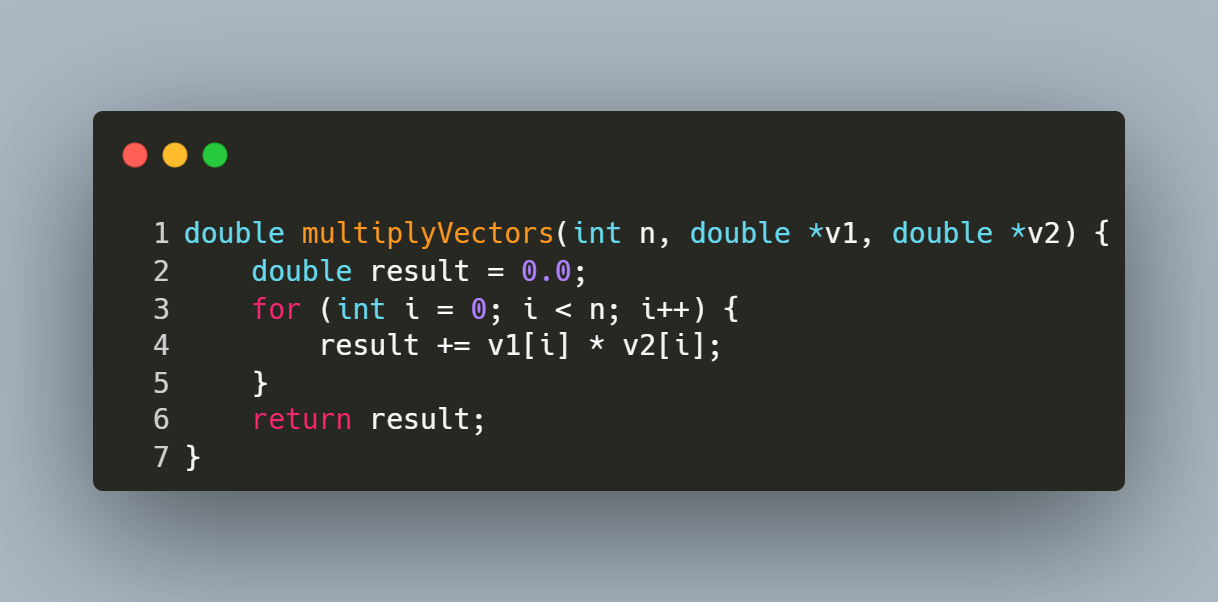 1 double multiplyVectors(int n, double *v1, double *v2) {
2     double result = 0.0;
3     for (int i = 0; i < n; i++) {
4         result += v1[i] * v2[i];
5     }
6     return result;
7 }